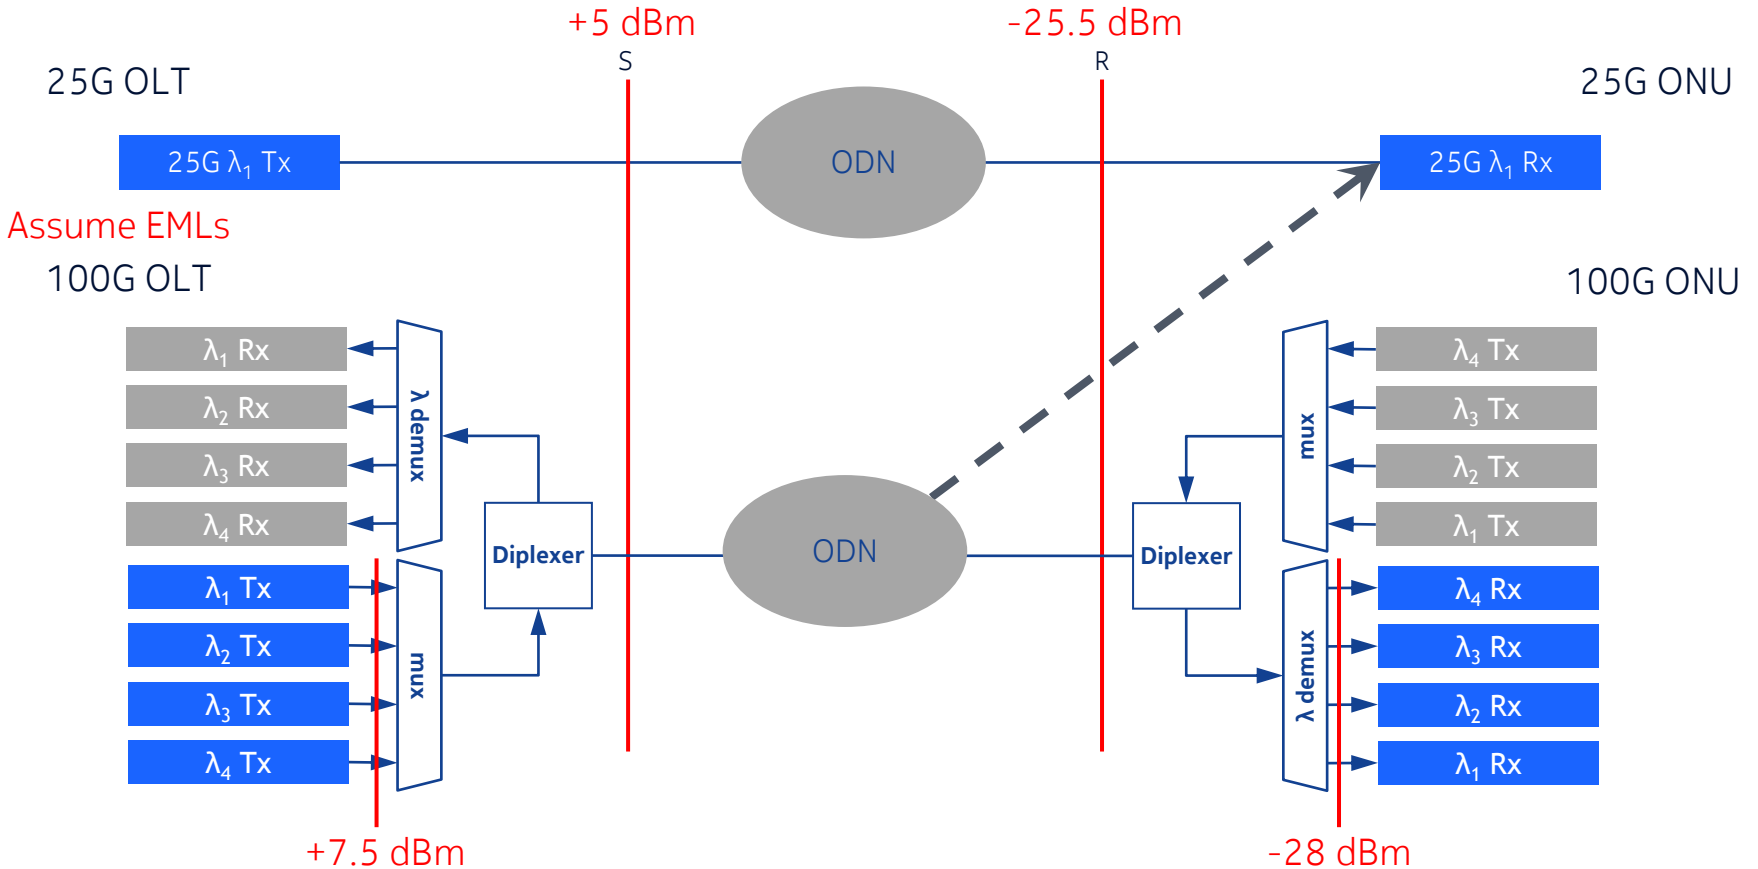 +5 dBm
-25.5 dBm
S
R
25G OLT
25G ONU
25G λ₁ Tx
ODN
25G λ₁ Rx
Assume EMLs
100G OLT
100G ONU
λ₁ Rx
λ₂ Rx
λ₃ Rx
λ₄ Rx
λ demux
λ₁ Tx
λ₂ Tx
λ₃ Tx
λ₄ Tx
mux
Diplexer
ODN
Diplexer
mux
λ₄ Tx
λ₃ Tx
λ₂ Tx
λ₁ Tx
λ demux
λ₄ Rx
λ₃ Rx
λ₂ Rx
λ₁ Rx
+7.5 dBm
-28 dBm